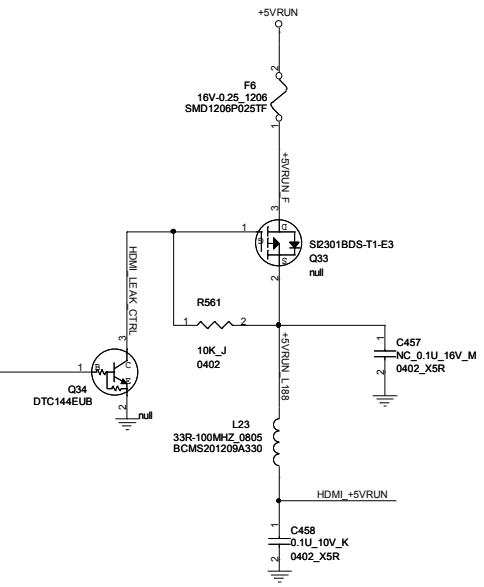 +5VRUN
2
F6
16V-0.25_1206
SMD1206P025TF
1
+5VRUN_F
3
D
1
G
SI2301BDS-T1-E3
Q33
null
S
2
HDMI_LEAK_CTRL
R561
1
2
10K_J
0402
+5VRUN_L188
1
C457
NC_0.1U_16V_M
2
0402_X5R
3
C
1
B
E
Q34
DTC144EUB
2
null
L23
33R-100MHZ_0805
BCMS201209A330
HDMI_+5VRUN
1
C458
0.1U_10V_K
2
0402_X5R